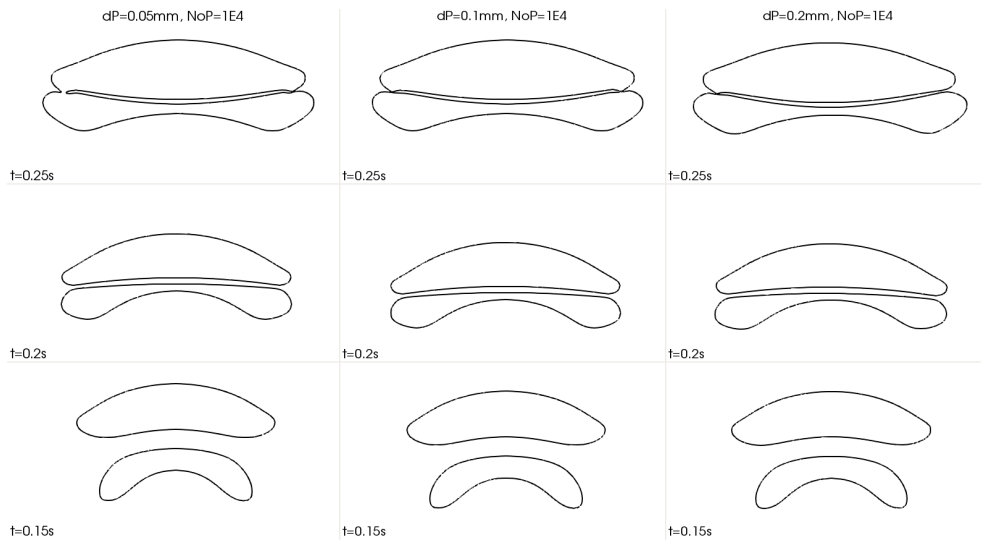 dP=0.05mm, NoP=1E4
dP=0.1mm, NoP=1E4
dP=0.2mm, NoP=1E4
t=0.25s
t=0.25s
t=0.25s
t=0.2s
t=0.2s
t=0.2s
t=0.15s
t=0.15s
t=0.15s